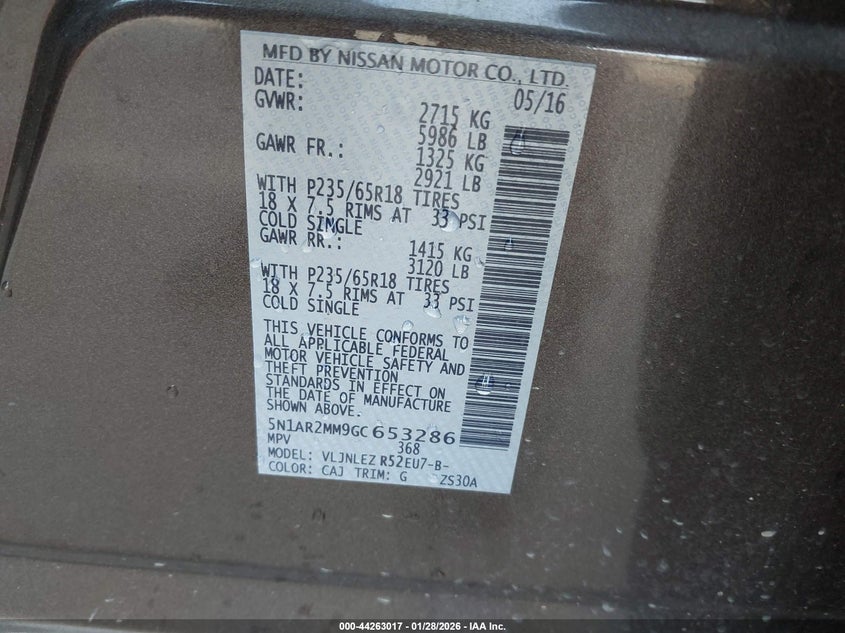 MFD BY NISSAN MOTOR CO., LTD.
DATE: 05/16
GVWR: 2715 KG
5986 LB
GAWR FR.: 1325 KG
2921 LB
WITH P235/65R18 TIRES
18 X 7.5 RIMS AT 33 PSI
COLD SINGLE
GAWR RR.: 1415 KG
3120 LB
WITH P235/65R18 TIRES
18 X 7.5 RIMS AT 33 PSI
COLD SINGLE
THIS VEHICLE CONFORMS TO
ALL APPLICABLE FEDERAL
MOTOR VEHICLE SAFETY AND
THEFT PREVENTION
STANDARDS IN EFFECT ON
THE DATE OF MANUFACTURE
SHOWN ABOVE.
5N1AR2MM9GC653286
MPV 368
MODEL: VLJNLEZ R52EU7-B-
COLOR: CAJ TRIM: G ZS30A
000-44263017 — 01/28/2026 — IAA Inc.